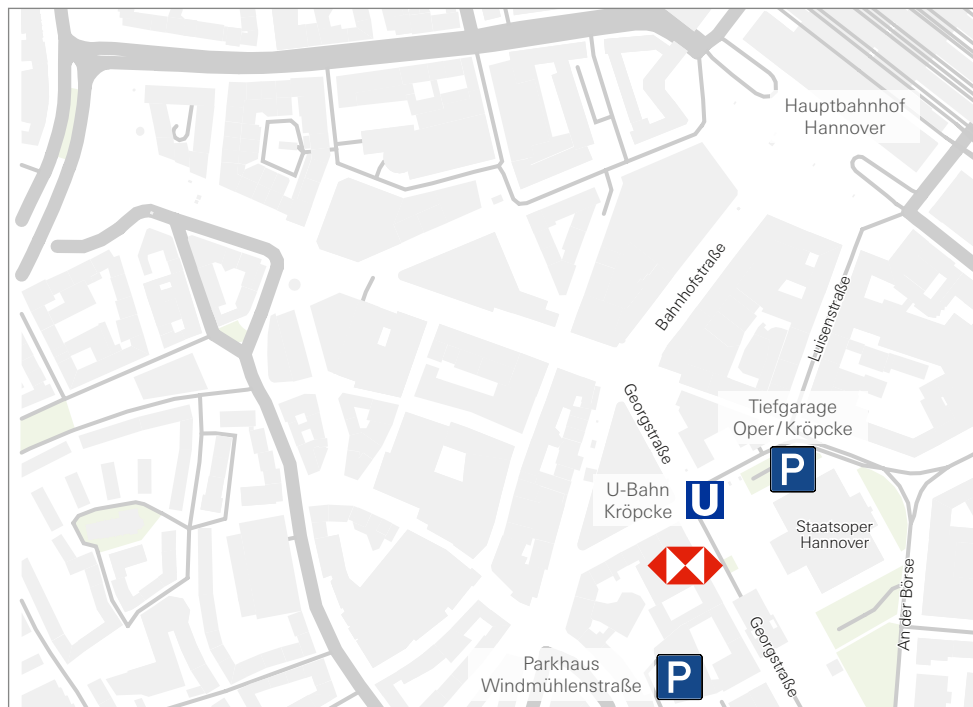 Hauptbahnhof
Hannover
Bahnhofstraße
Luisenstraße
Georgstraße
Tiefgarage
Oper/Kröpcke
P
U-Bahn
Kröpcke
U
Staatsoper
Hannover
An der Börse
Georgstraße
Parkhaus
Windmühlenstraße
P